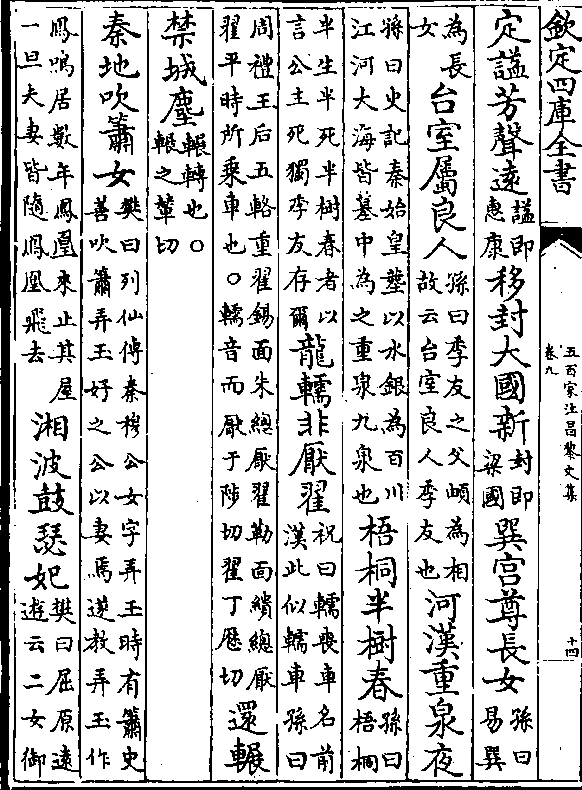 欽定四庫全書
五百家注昌黎文集
卷九
十四
定謚芳聲遠謚即惠康移封大國新封即梁國巽宫尊長女孫曰易巽
為長女台室屬良人孫曰季友之父頔為相故云台室良人季友也河漢重泉夜
孫曰史記秦始皇塟以水銀為百川江河大海皆墓中為之重泉九泉也梧桐半樹春孫曰梧桐
半生半死半樹春者以言公主死獨季友存爾龍轜非厭翟祝曰轜喪車名前漢此似轜車孫曰
周禮王后五輅重翟錫面朱總厭翟勒面繢總厭翟平時所乘車也○轜音而厭于陟切翟丁歴切還輾
禁城塵輾轉也○輾之輦切
秦地吹簫女樊曰列仙傳秦穆公女字弄玉時有簫史善吹簫弄玉好之公以妻焉遂教弄玉作
鳳鳴居數年鳳凰來止其屋一旦夫妻皆隨鳳凰飛去湘波鼓瑟妃樊曰屈原遠遊云二女御